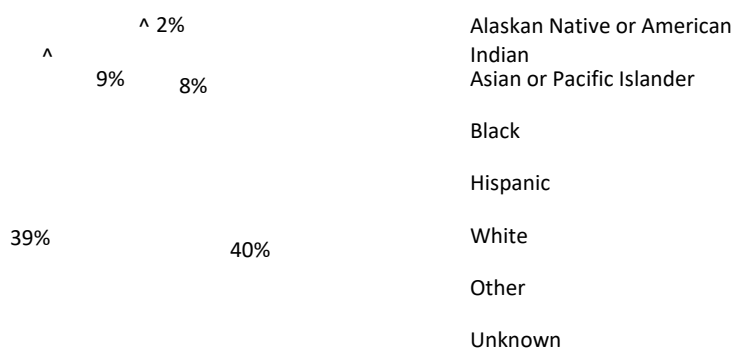 ^ 2%
^
9%
8%
39%
40%
Alaskan Native or American
Indian
Asian or Pacific Islander
Black
Hispanic
White
Other
Unknown